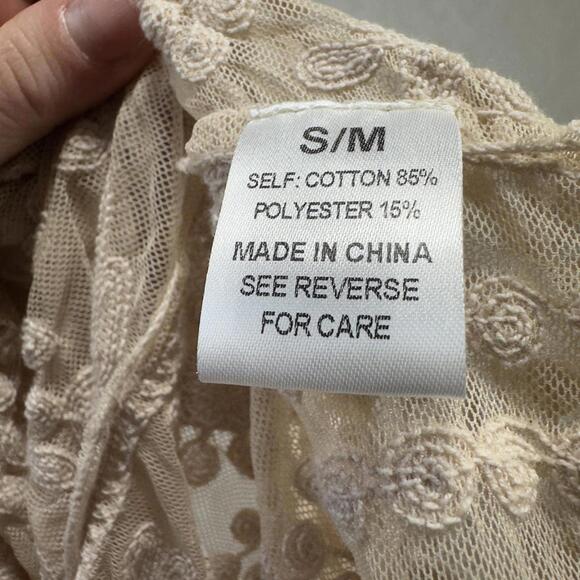 S/M
SELF: COTTON 85%
POLYESTER 15%
MADE IN CHINA
SEE REVERSE
FOR CARE